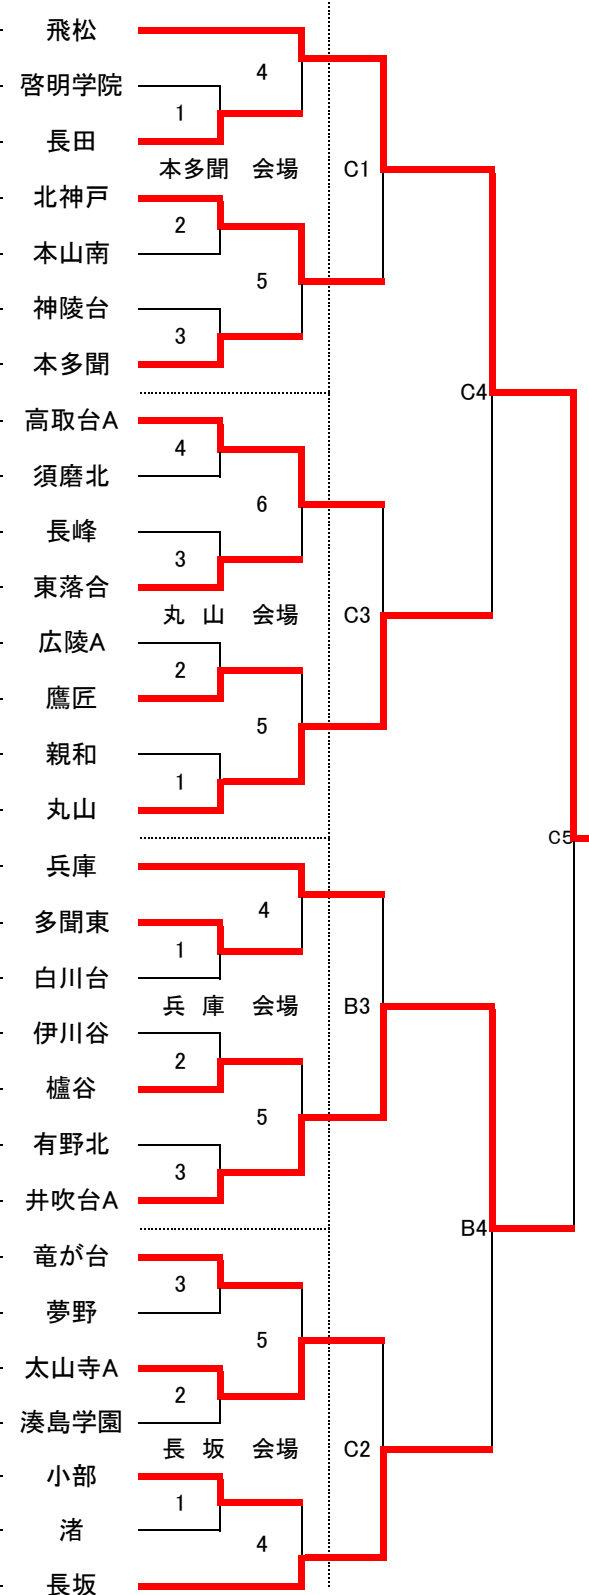 飛松
4
啓明学院
1
長田
本多聞 会場 C1
北神戸
2
本山南
5
神陵台
3
本多聞
C4
高取台A
4
須磨北
6
長峰
3
東落合
丸 山 会場 C3
広陵A
2
鷹匠
5
親和
1
丸山
C5
兵庫
4
多聞東
1
白川台
兵 庫 会場 B3
伊川谷
2
櫨谷
5
有野北
3
井吹台A
B4
竜が台
3
夢野
5
太山寺A
2
湊島学園
長 坂 会場 C2
小部
1
渚
4
長坂